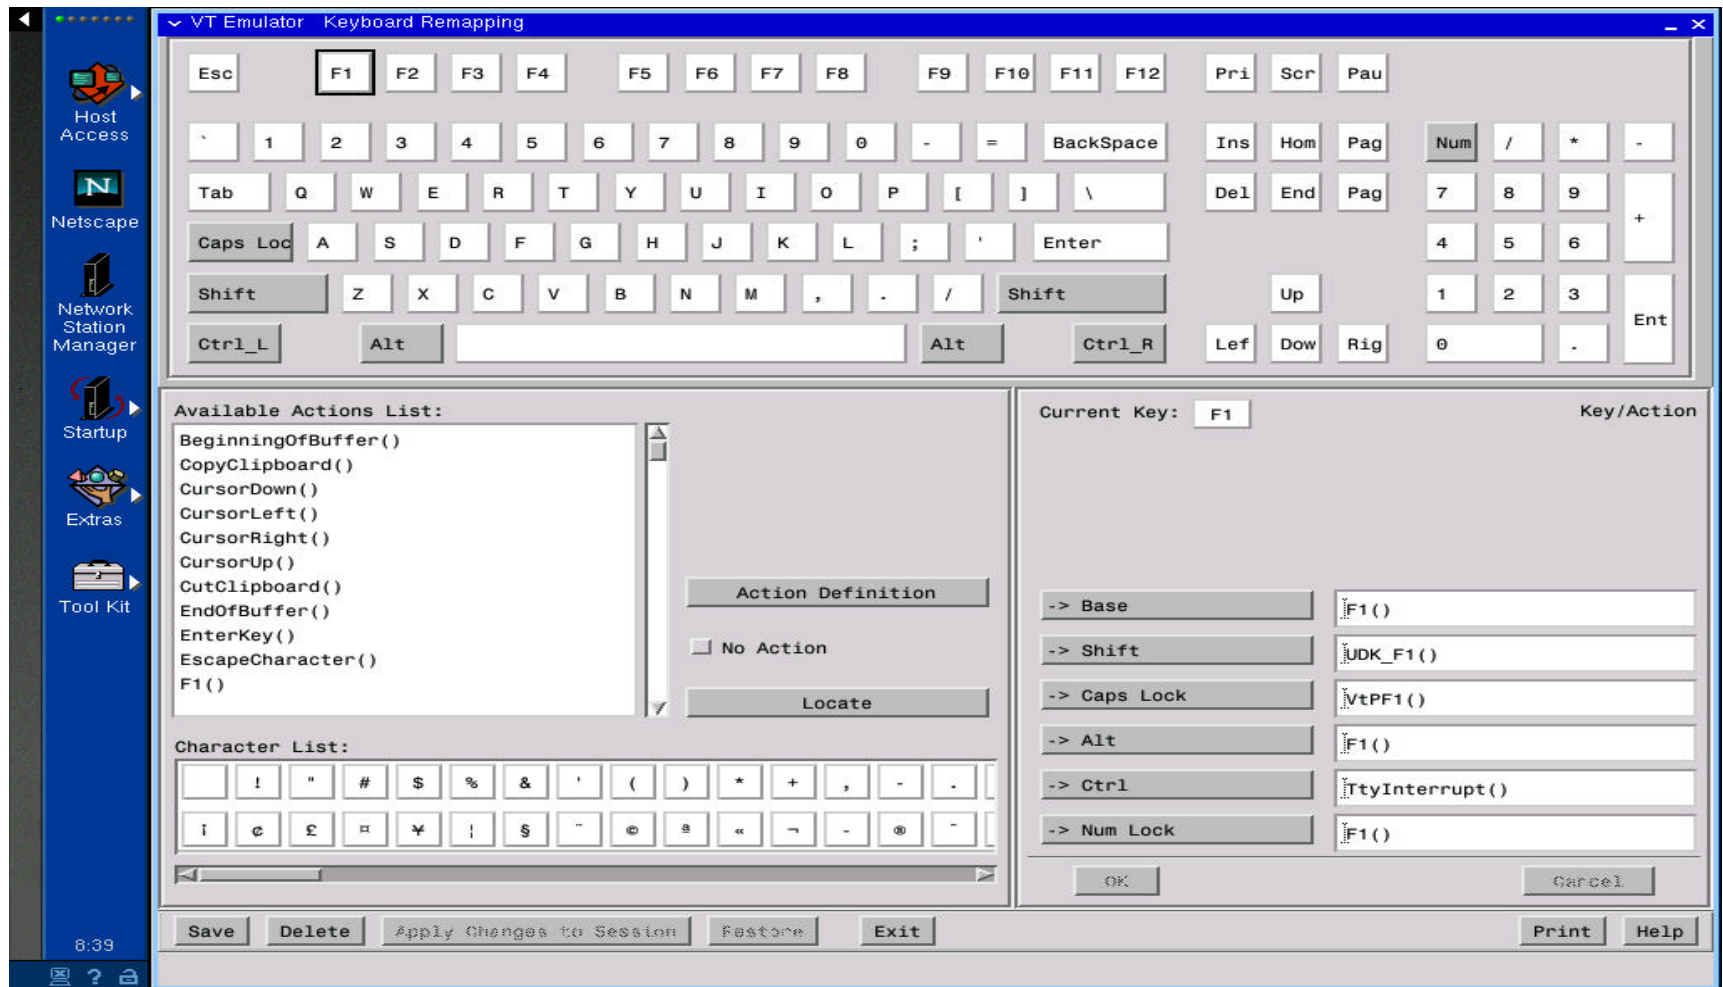 VT Emulator Keyboard Remapping
Esc F1 F2 F3 F4 F5 F6 F7 F8 F9 F10 F11 F12 Pri Scr Pau
` 1 2 3 4 5 6 7 8 9 0 - = BackSpace Ins Hom Pag Num / * -
Tab Q W E R T Y U I O P [ ] \ Del End Pag 7 8 9 +
Caps Loc A S D F G H J K L ; ' Enter 4 5 6
Shift Z X C V B N M , . / Shift Up 1 2 3 Ent
Ctrl_L Alt Alt Ctrl_R Lef Dow Rig 0 .
Host
Access
Netscape
Network
Station
Manager
Startup
Extras
Tool Kit
8:39
?
Available Actions List:
BeginningOfBuffer()
CopyClipboard()
CursorDown()
CursorLeft()
CursorRight()
CursorUp()
CutClipboard()
EndOfBuffer()
EnterKey()
EscapeCharacter()
F1()
Action Definition
No Action
Locate
Character List:
! " # $ % & ' ( ) * + , - .
¡ ¢ £ ¤ ¥ ¦ § ¨ © ª « ¬ - ® ¯
Current Key: F1 Key/Action
-> Base F1()
-> Shift UDK_F1()
-> Caps Lock VtPF1()
-> Alt F1()
-> Ctrl TtyInterrupt()
-> Num Lock F1()
OK Cancel
Save Delete Apply Changes to Session Restore Exit Print Help